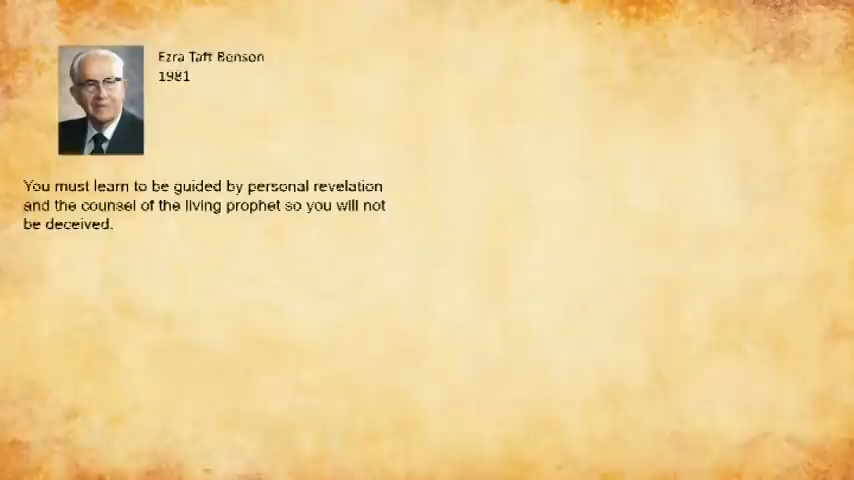 Ezra Taft Benson
1981
You must learn to be guided by personal revelation
and the counsel of the living prophet so you will not
be deceived.